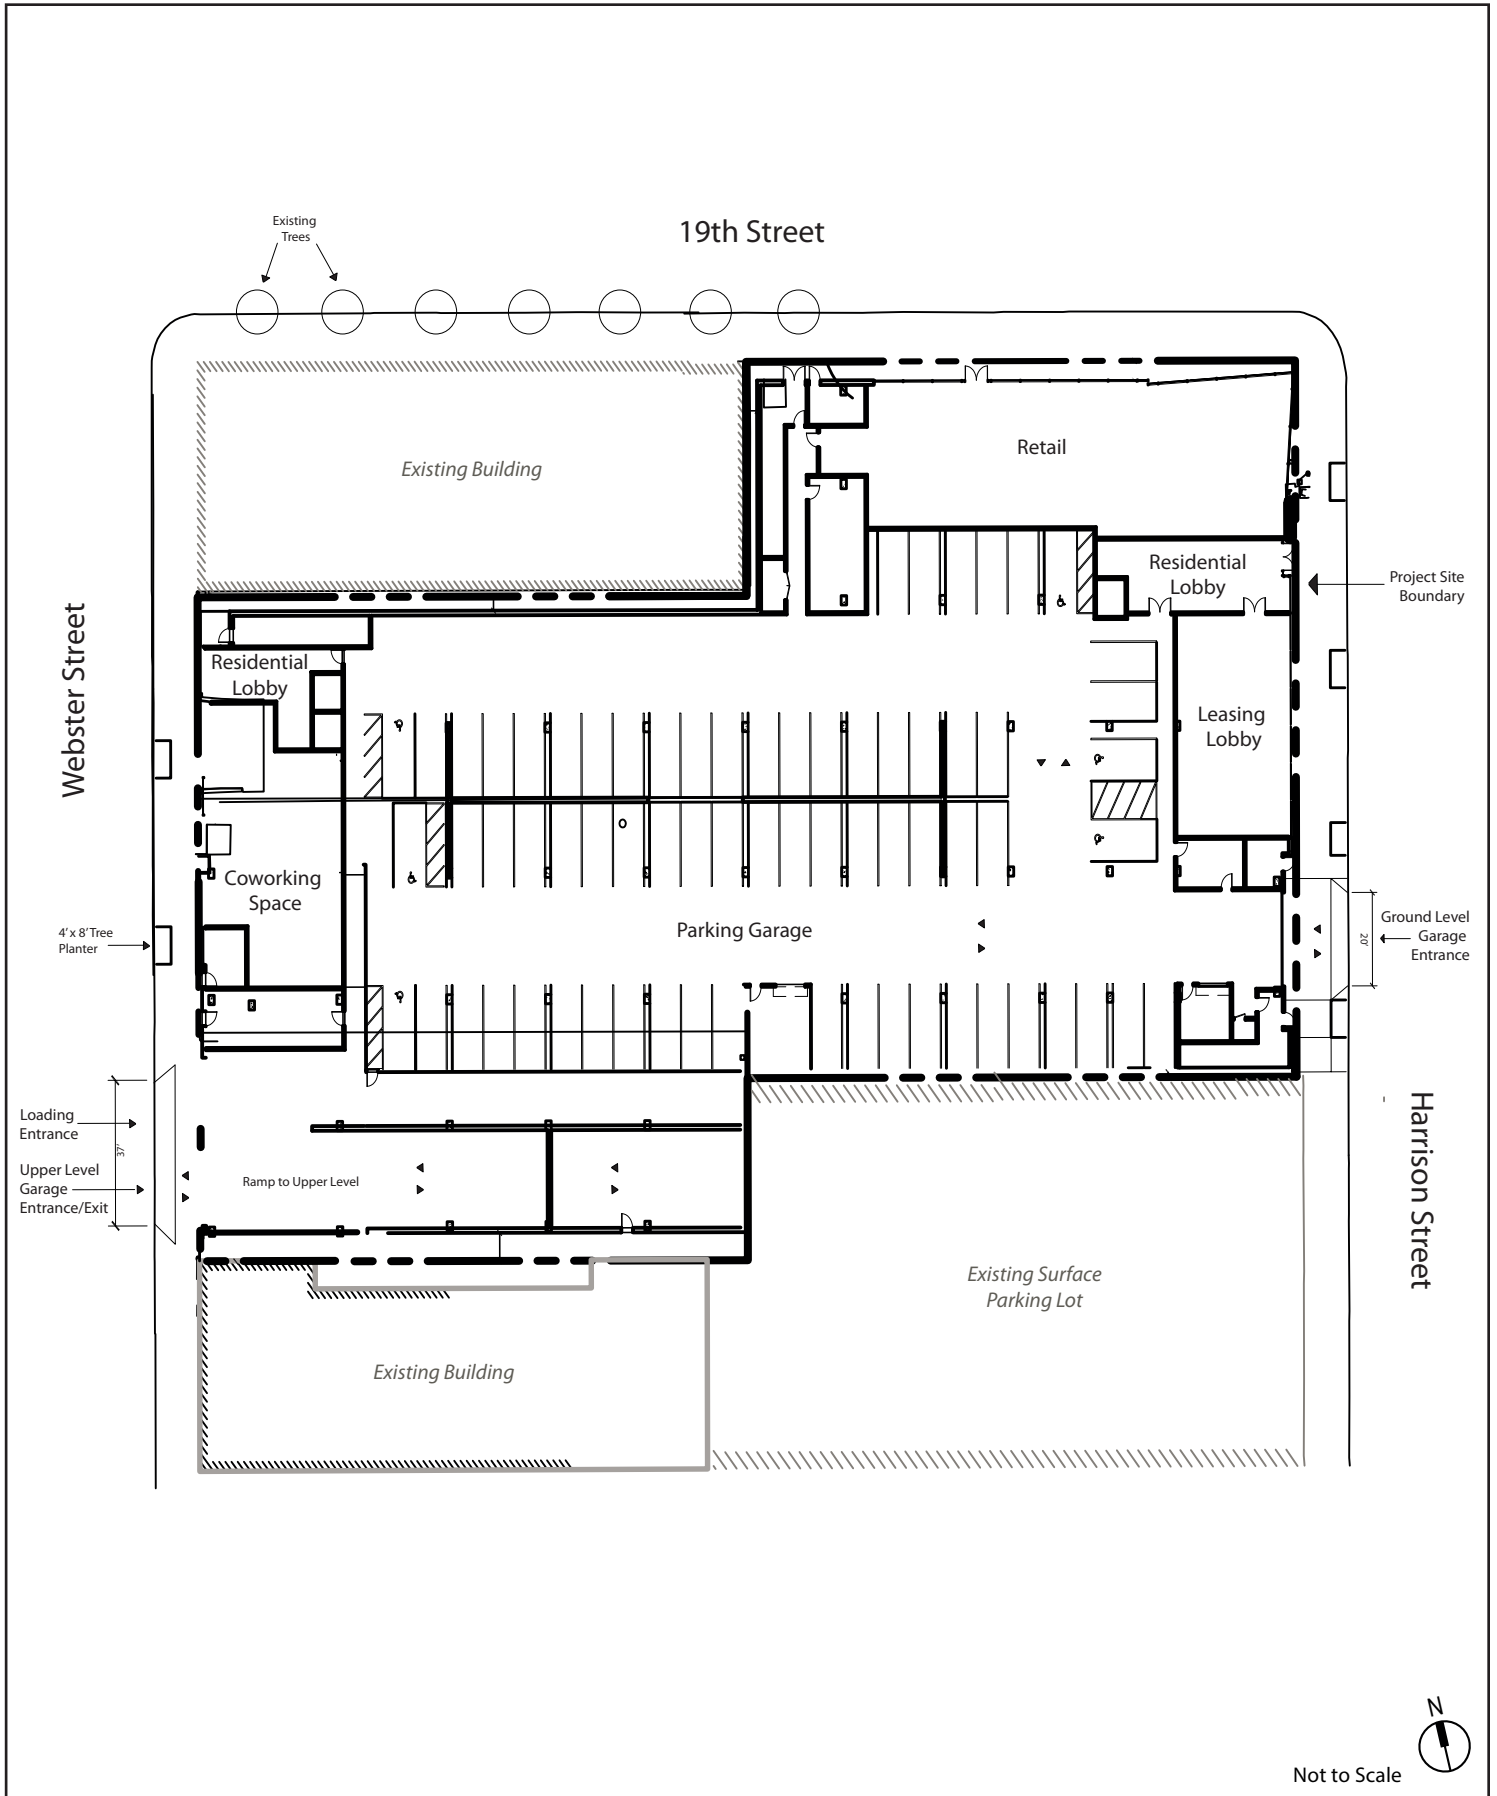 19th Street
Existing
Trees
Existing Building
Retail
Residential
Lobby
Project Site
Boundary
Webster Street
Residential
Lobby
Leasing
Lobby
Coworking
Space
4' x 8' Tree
Planter
Parking Garage
Ground Level
Garage
Entrance
20'
Loading
Entrance
37'
Upper Level
Garage
Entrance/Exit
Ramp to Upper Level
Harrison Street
Existing Surface
Parking Lot
Existing Building
N
Not to Scale